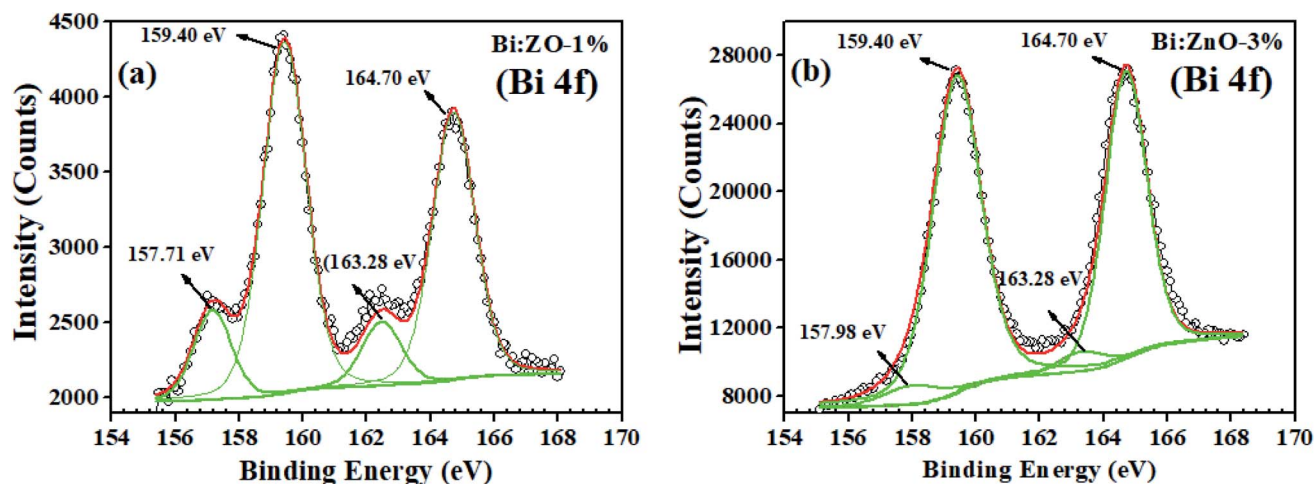 (a)
Bi:ZO-1%
(Bi 4f)
159.40 eV
164.70 eV
157.71 eV
(163.28 eV
4500
4000
3500
3000
2500
2000
Intensity (Counts)
154 156 158 160 162 164 166 168 170
Binding Energy (eV)
(b)
Bi:ZnO-3%
(Bi 4f)
159.40 eV
164.70 eV
163.28 eV
157.98 eV
28000
24000
20000
16000
12000
8000
Intensity (Counts)
154 156 158 160 162 164 166 168 170
Binding Energy (eV)